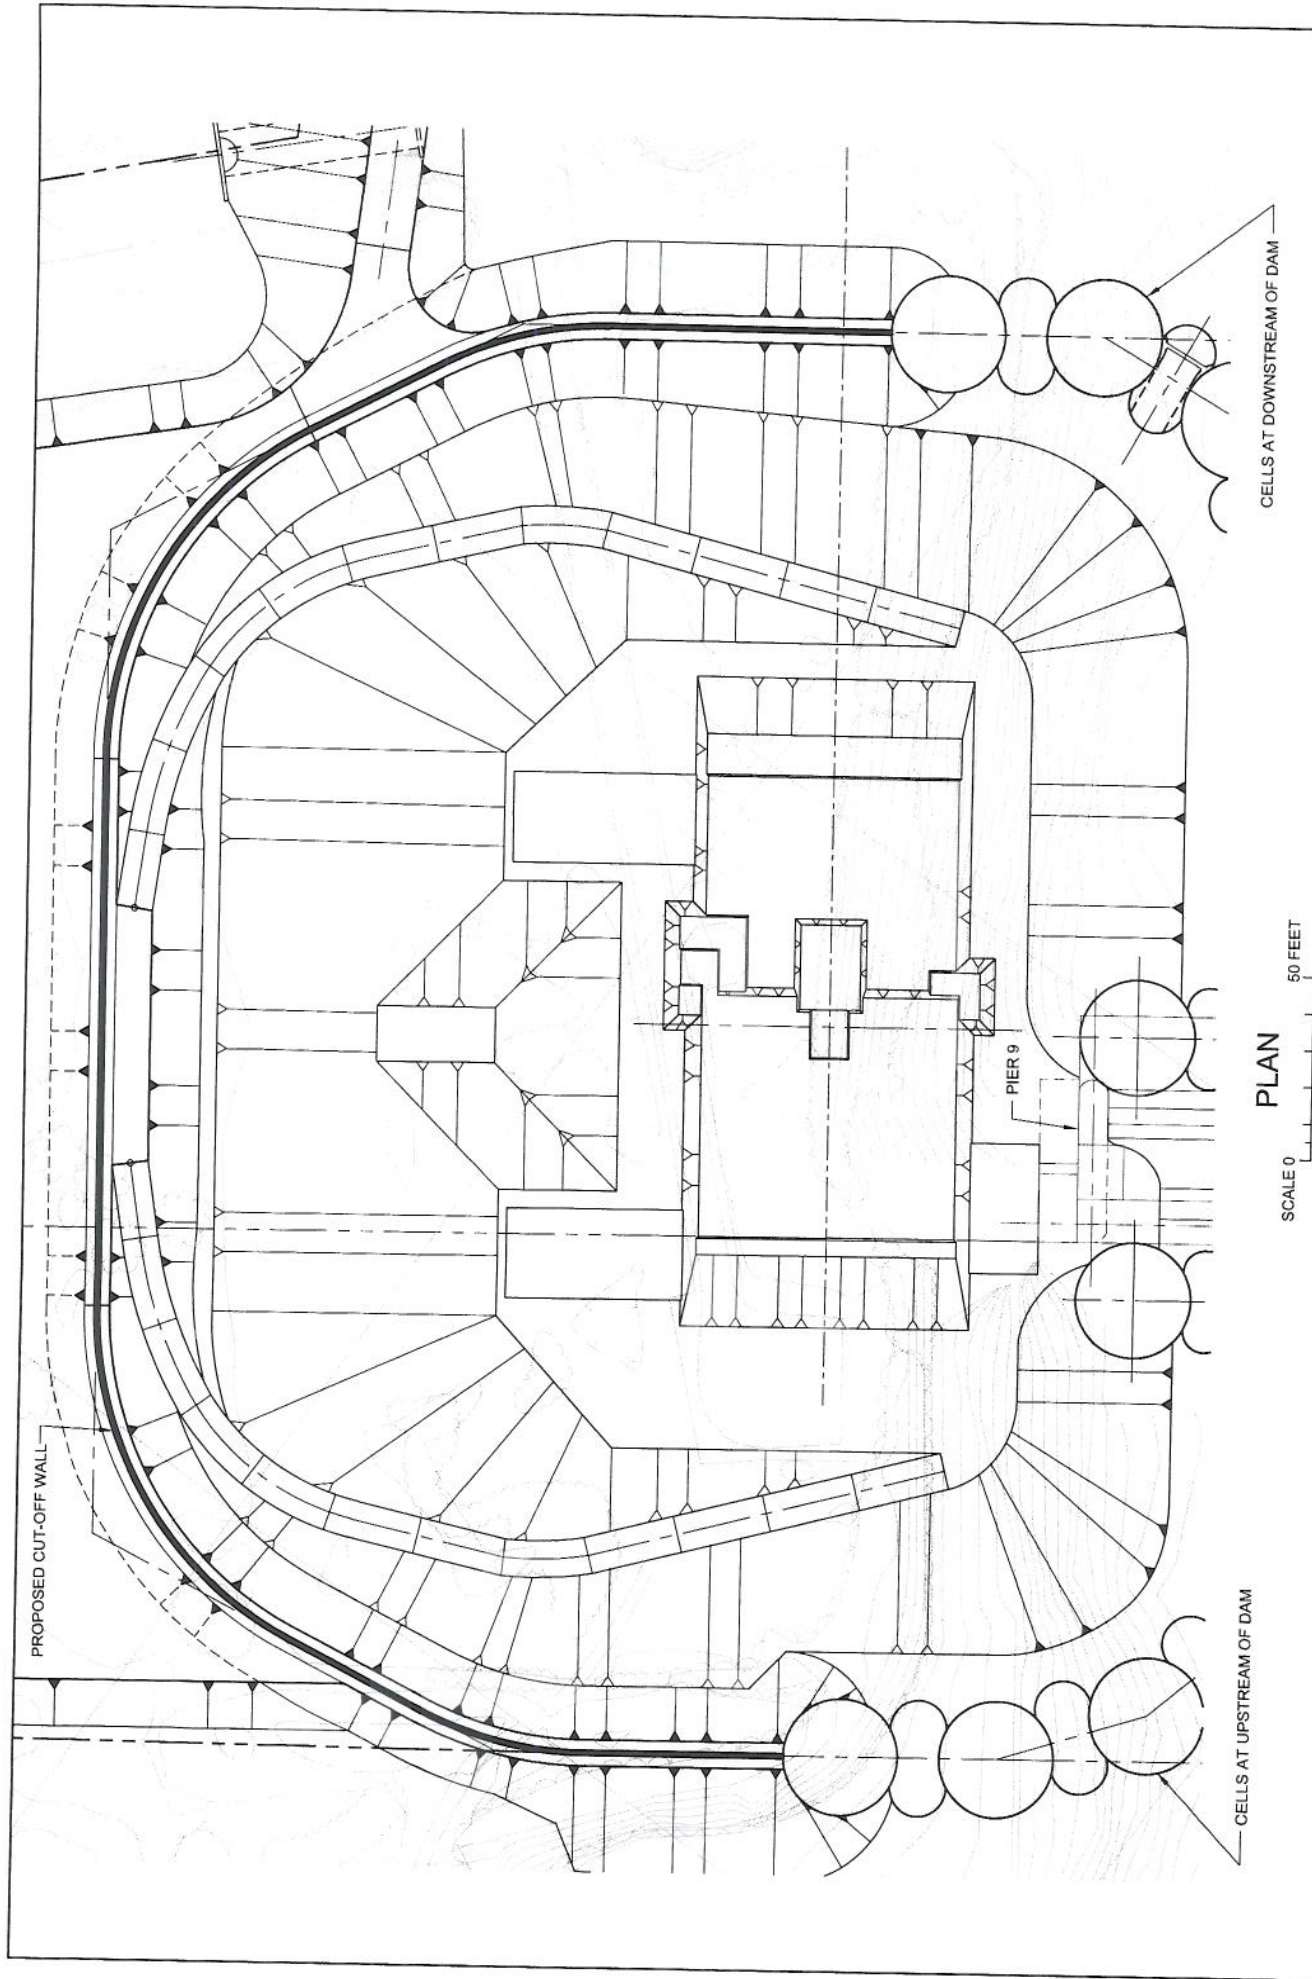 PROPOSED CUT-OFF WALL
CELLS AT DOWNSTREAM OF DAM
PIER 9
CELLS AT UPSTREAM OF DAM
PLAN
SCALE 0 50 FEET